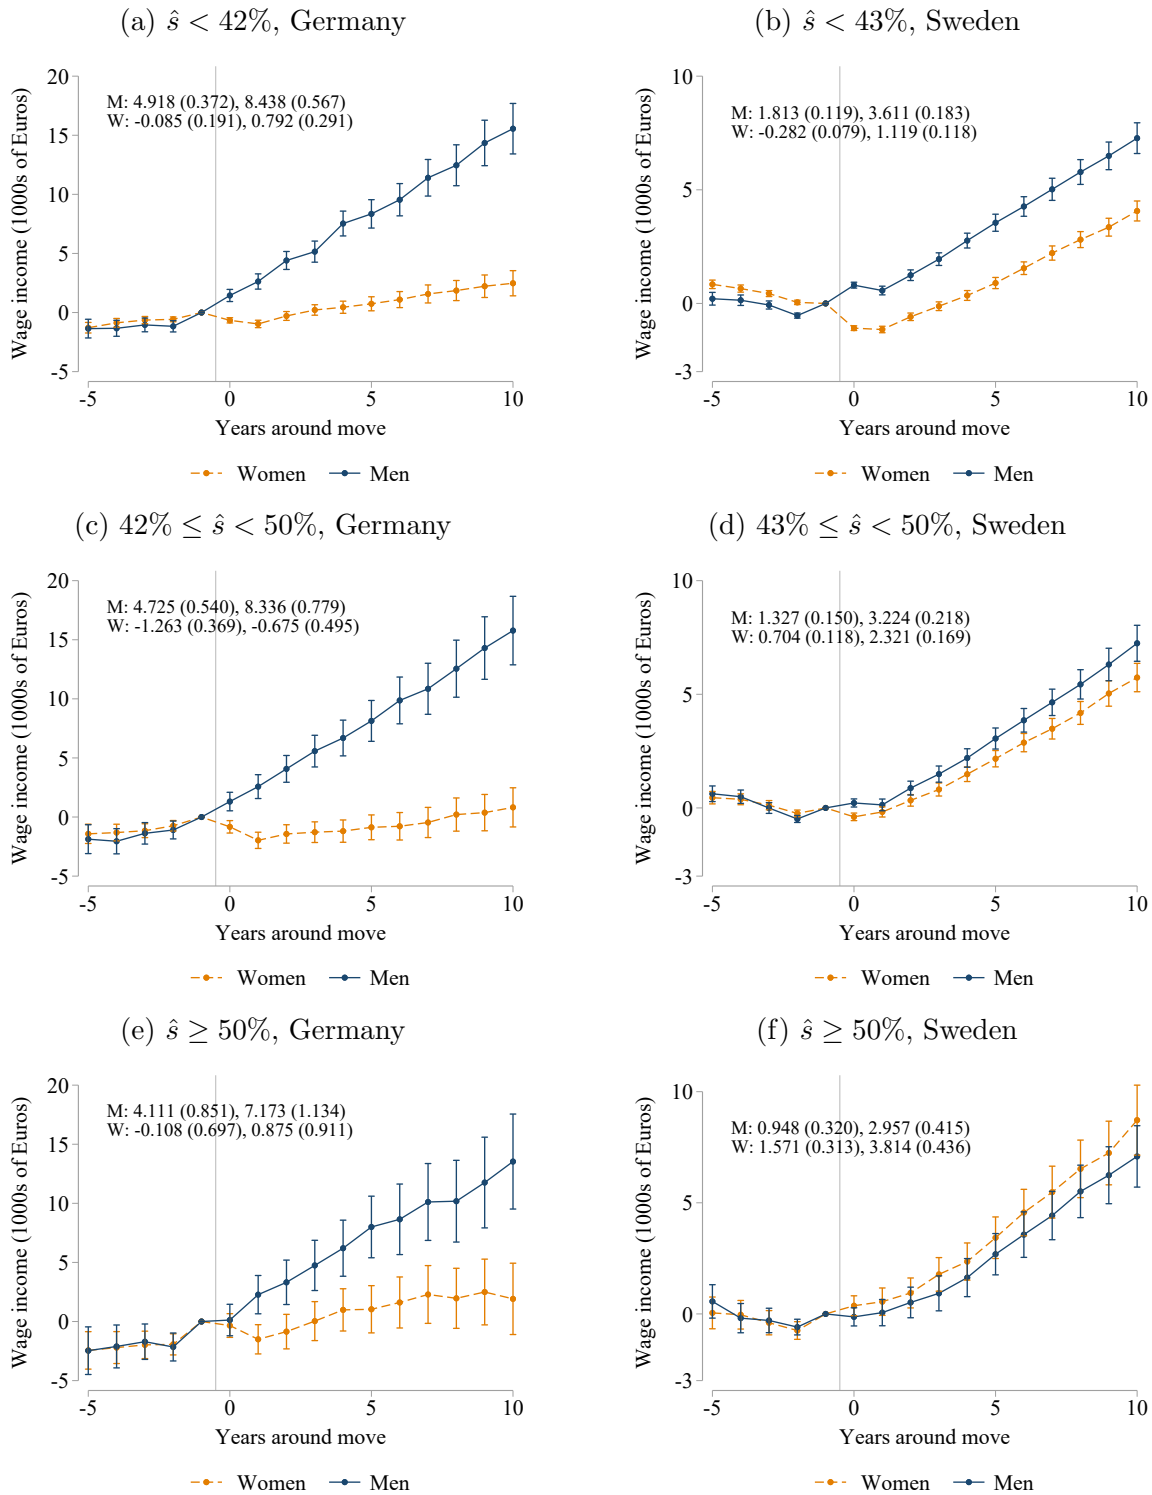 (a) ŝ < 42%, Germany
Wage income (1000s of Euros)
20
15
10
5
0
-5
M: 4.918 (0.372), 8.438 (0.567)
W: -0.085 (0.191), 0.792 (0.291)
-5 0 5 10
Years around move
Women Men
(b) ŝ < 43%, Sweden
Wage income (1000s of Euros)
10
5
0
-3
M: 1.813 (0.119), 3.611 (0.183)
W: -0.282 (0.079), 1.119 (0.118)
-5 0 5 10
Years around move
Women Men
(c) 42% ≤ ŝ < 50%, Germany
Wage income (1000s of Euros)
20
15
10
5
0
-5
M: 4.725 (0.540), 8.336 (0.779)
W: -1.263 (0.369), -0.675 (0.495)
-5 0 5 10
Years around move
Women Men
(d) 43% ≤ ŝ < 50%, Sweden
Wage income (1000s of Euros)
10
5
0
-3
M: 1.327 (0.150), 3.224 (0.218)
W: 0.704 (0.118), 2.321 (0.169)
-5 0 5 10
Years around move
Women Men
(e) ŝ ≥ 50%, Germany
Wage income (1000s of Euros)
20
15
10
5
0
-5
M: 4.111 (0.851), 7.173 (1.134)
W: -0.108 (0.697), 0.875 (0.911)
-5 0 5 10
Years around move
Women Men
(f) ŝ ≥ 50%, Sweden
Wage income (1000s of Euros)
10
5
0
-3
M: 0.948 (0.320), 2.957 (0.415)
W: 1.571 (0.313), 3.814 (0.436)
-5 0 5 10
Years around move
Women Men